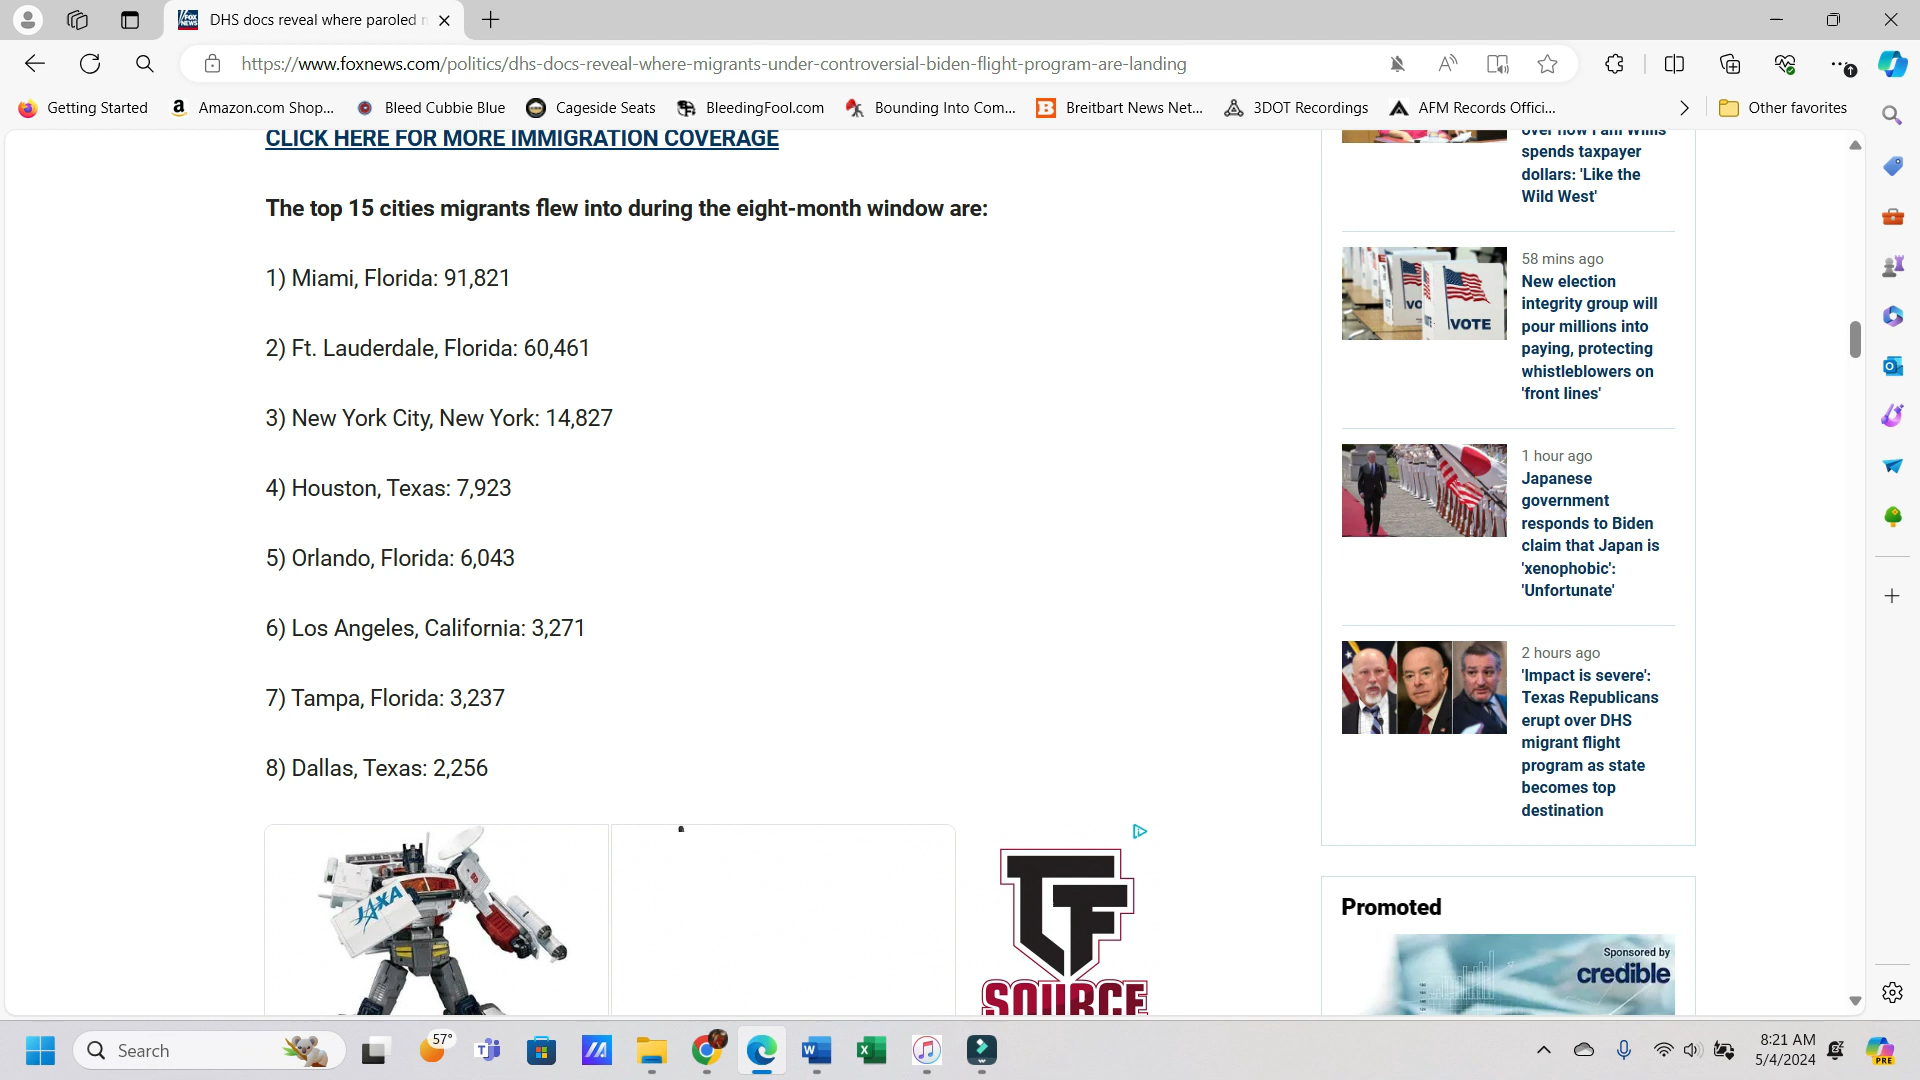 DHS docs reveal where paroled
https://www.foxnews.com/politics/dhs-docs-reveal-where-migrants-under-controversial-biden-flight-program-are-landing
Getting Started
Amazon.com Shop...
Bleed Cubbie Blue
Cageside Seats
BleedingFool.com
Bounding Into Com...
Breitbart News Net...
3DOT Recordings
AFM Records Offici...
Other favorites
CLICK HERE FOR MORE IMMIGRATION COVERAGE
The top 15 cities migrants flew into during the eight-month window are:
1) Miami, Florida: 91,821
2) Ft. Lauderdale, Florida: 60,461
3) New York City, New York: 14,827
4) Houston, Texas: 7,923
5) Orlando, Florida: 6,043
6) Los Angeles, California: 3,271
7) Tampa, Florida: 3,237
8) Dallas, Texas: 2,256
JAXA
TF
SOURCE
over how Fani Willis
spends taxpayer
dollars: 'Like the
Wild West'
VOTE
58 mins ago
New election
integrity group will
pour millions into
paying, protecting
whistleblowers on
'front lines'
1 hour ago
Japanese
government
responds to Biden
claim that Japan is
'xenophobic':
'Unfortunate'
2 hours ago
'Impact is severe':
Texas Republicans
erupt over DHS
migrant flight
program as state
becomes top
destination
Promoted
Sponsored by
credible
Search
57°
8:21 AM
5/4/2024
PRE